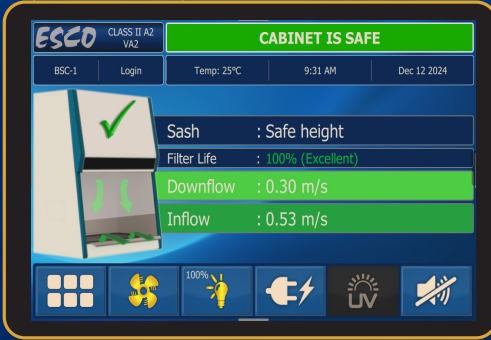 ESCO
CLASS II A2
VA2
CABINET IS SAFE
BSC-1
Login
Temp: 25°C
9:31 AM
Dec 12 2024
Sash : Safe height
Filter Life : 100% (Excellent)
Downflow : 0.30 m/s
Inflow : 0.53 m/s
100%
UV